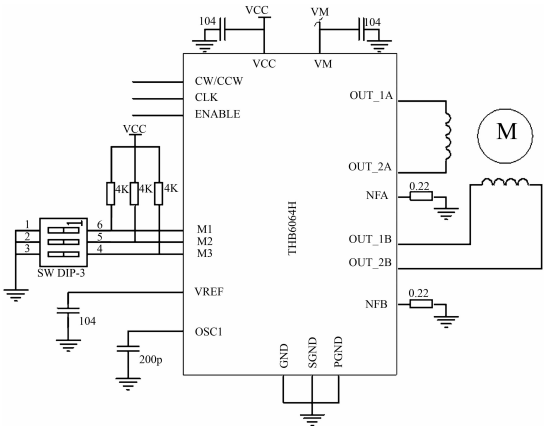 VCC
VM
104
104
VCC
VM
CW/CCW
CLK
ENABLE
OUT_1A
VCC
M
4K
4K
4K
OUT_2A
NFA
0.22
1
6
M1
2
5
M2
3
4
M3
THB6064H
OUT_1B
OUT_2B
SW DIP-3
VREF
104
NFB
0.22
OSC1
200p
GND
SGND
PGND